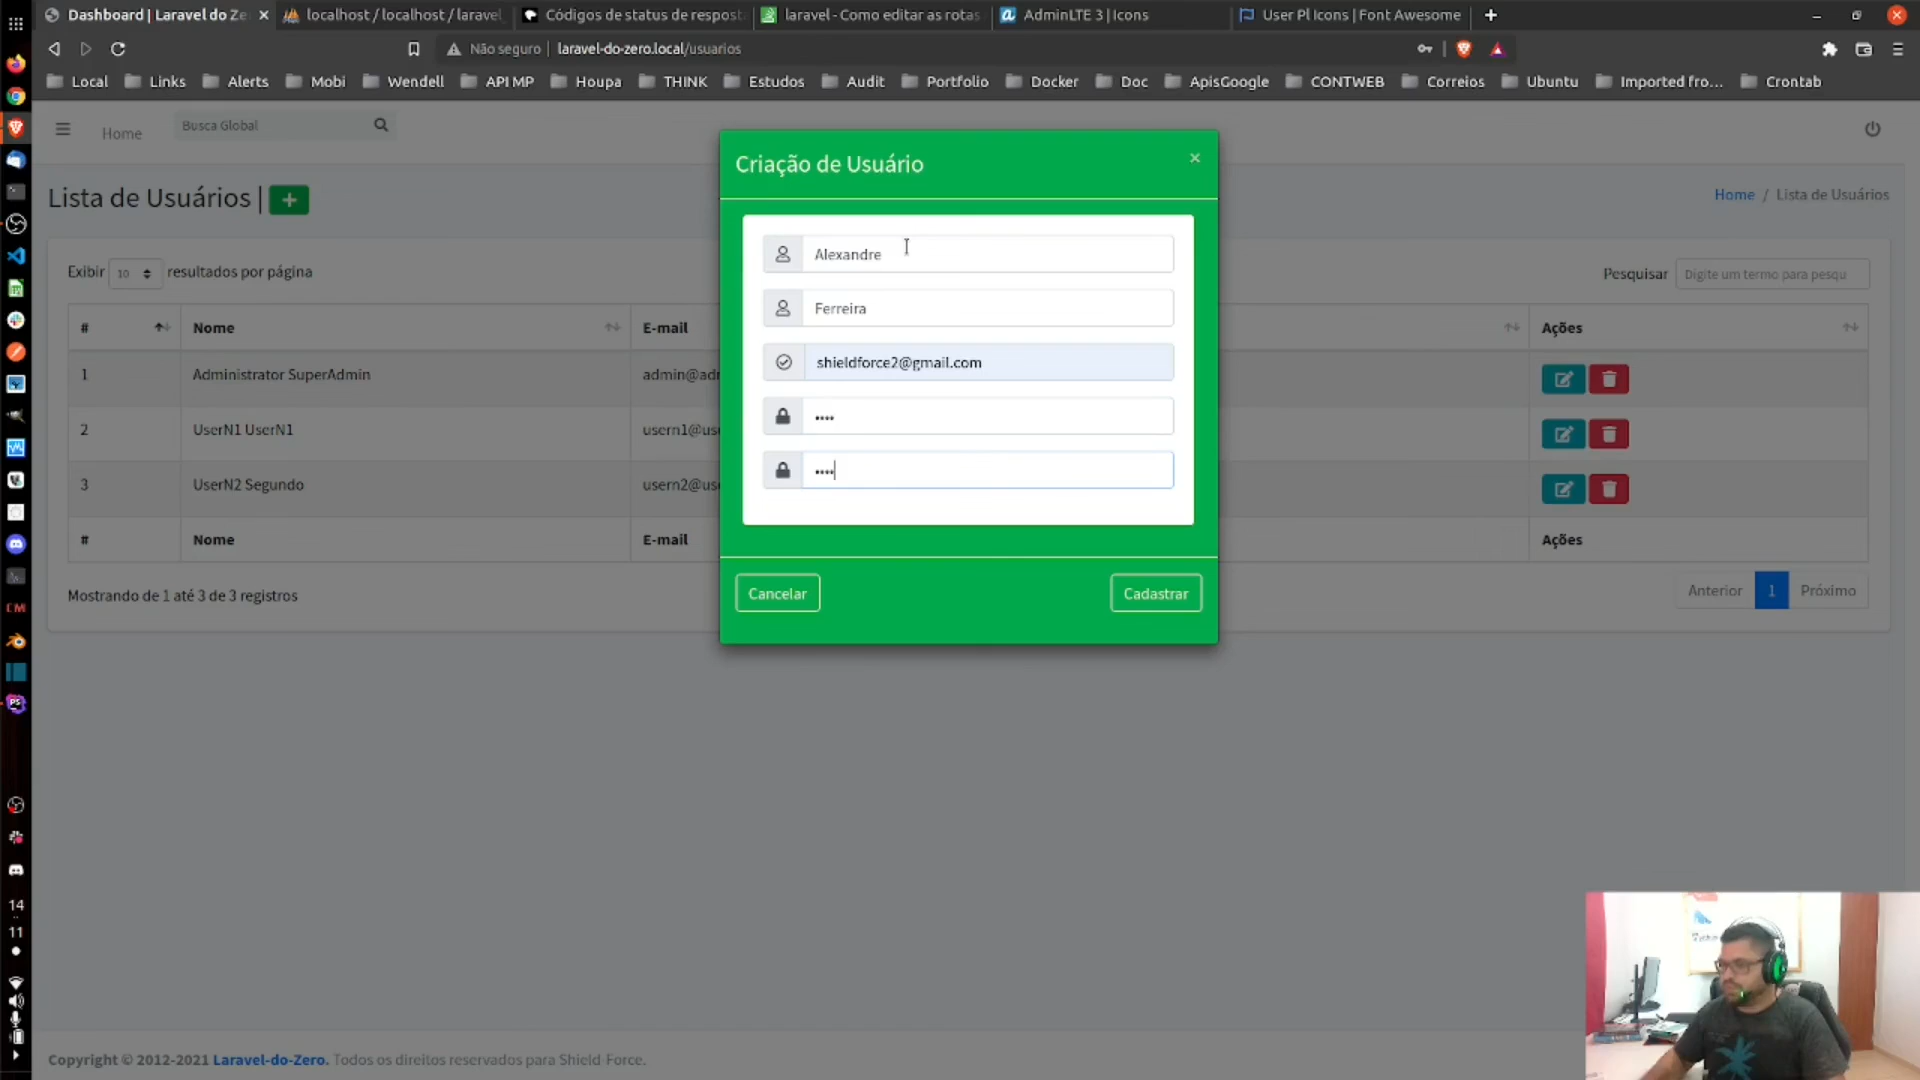 Dashboard | Laravel do Ze
localhost / localhost / laravel
Códigos de status de respost
laravel - Como editar as rotas
AdminLTE 3 | Icons
User Pl Icons | Font Awesome
Não seguro
laravel-do-zero.local/usuarios
Local
Links
Alerts
Mobi
Wendell
API MP
Houpa
THINK
Estudos
Audit
Portfolio
Docker
Doc
ApisGoogle
CONTWEB
Correios
Ubuntu
Imported fro...
Crontab
Home
Busca Global
Lista de Usuários |
Home / Lista de Usuários
Exibir 10 resultados por página
Pesquisar Digite um termo para pesqu
# Nome E-mail Ações
1 Administrator SuperAdmin admin@adr
2 UserN1 UserN1 usern1@us
3 UserN2 Segundo usern2@us
# Nome E-mail Ações
Mostrando de 1 até 3 de 3 registros
Anterior 1 Próximo
Criação de Usuário
×
Alexandre
Ferreira
shieldforce2@gmail.com
••••
••••
Cancelar
Cadastrar
CM
PS
14
11
Copyright © 2012-2021 Laravel-do-Zero. Todos os direitos reservados para Shield-Force.